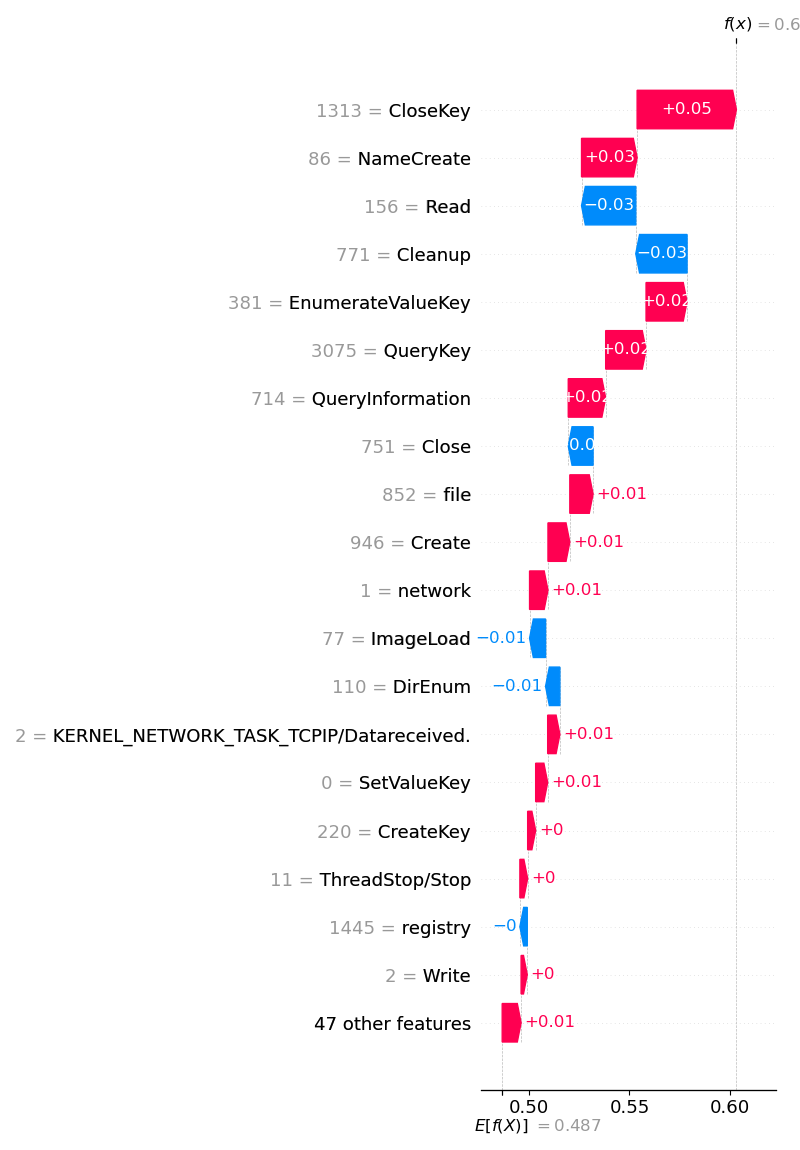 f(x) = 0.6
1313 = CloseKey +0.05
86 = NameCreate +0.03
156 = Read −0.03
771 = Cleanup −0.03
381 = EnumerateValueKey +0.02
3075 = QueryKey +0.02
714 = QueryInformation +0.02
751 = Close 0.0
852 = file +0.01
946 = Create +0.01
1 = network +0.01
77 = ImageLoad −0.01
110 = DirEnum −0.01
2 = KERNEL_NETWORK_TASK_TCPIP/Datareceived. +0.01
0 = SetValueKey +0.01
220 = CreateKey +0
11 = ThreadStop/Stop +0
1445 = registry −0
2 = Write +0
47 other features +0.01
0.50 0.55 0.60
E[f(X)] = 0.487